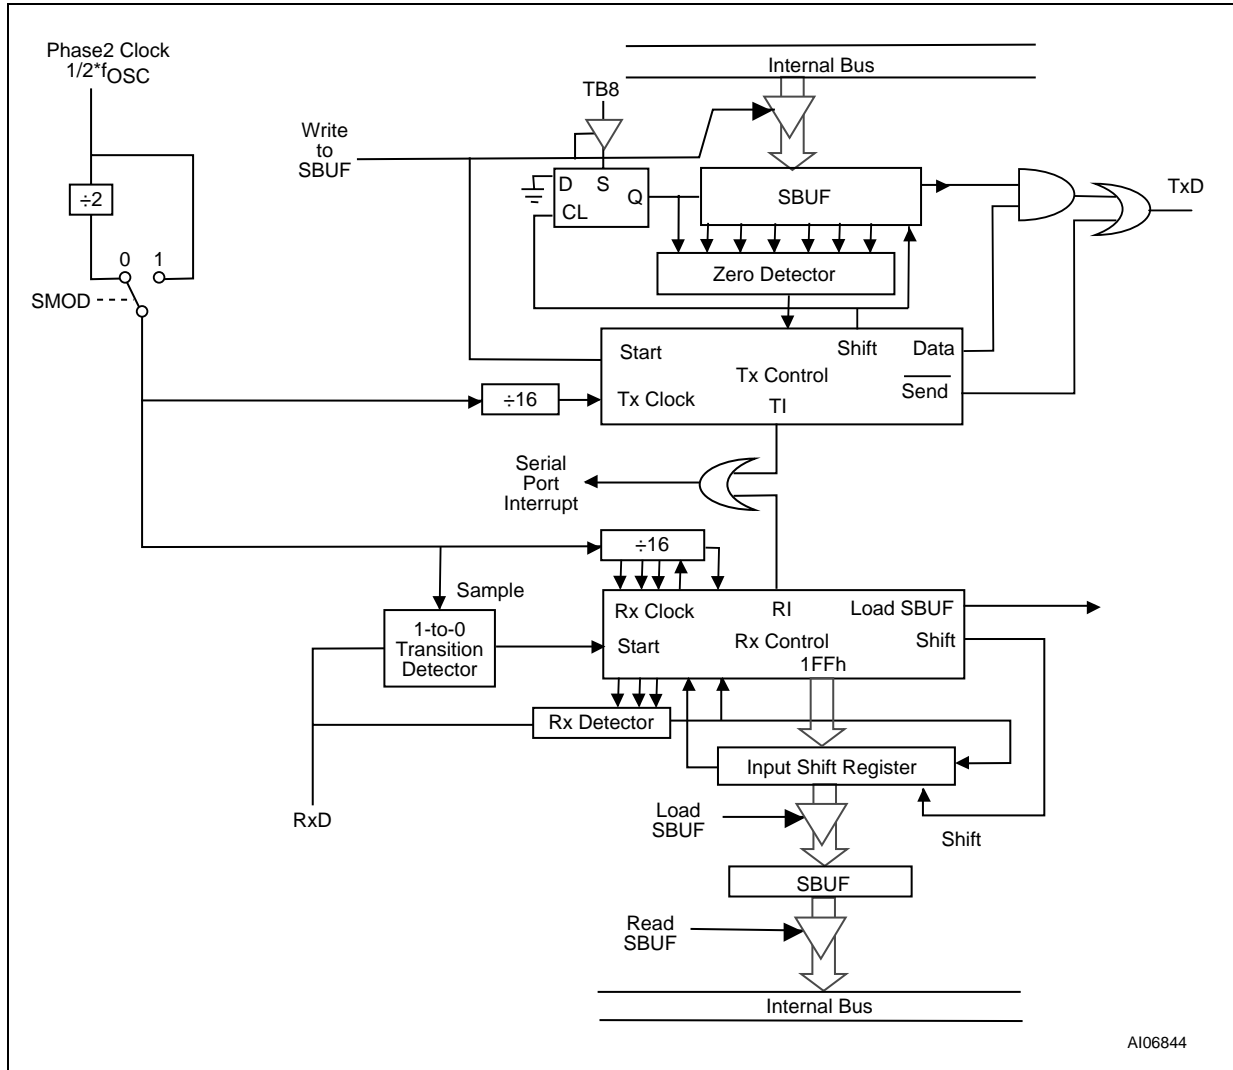 Phase2 Clock
1/2*fOSC
Internal Bus
TB8
Write
to
SBUF
D S
Q
CL
SBUF
TxD
÷2
Zero Detector
0 1
SMOD
Start
Shift
Data
Tx Control
Send
÷16
Tx Clock
TI
Serial
Port
Interrupt
÷16
Sample
Rx Clock
RI
Load SBUF
1-to-0
Transition
Detector
Start
Rx Control
Shift
1FFh
Rx Detector
Input Shift Register
RxD
Load
SBUF
Shift
SBUF
Read
SBUF
Internal Bus
AI06844